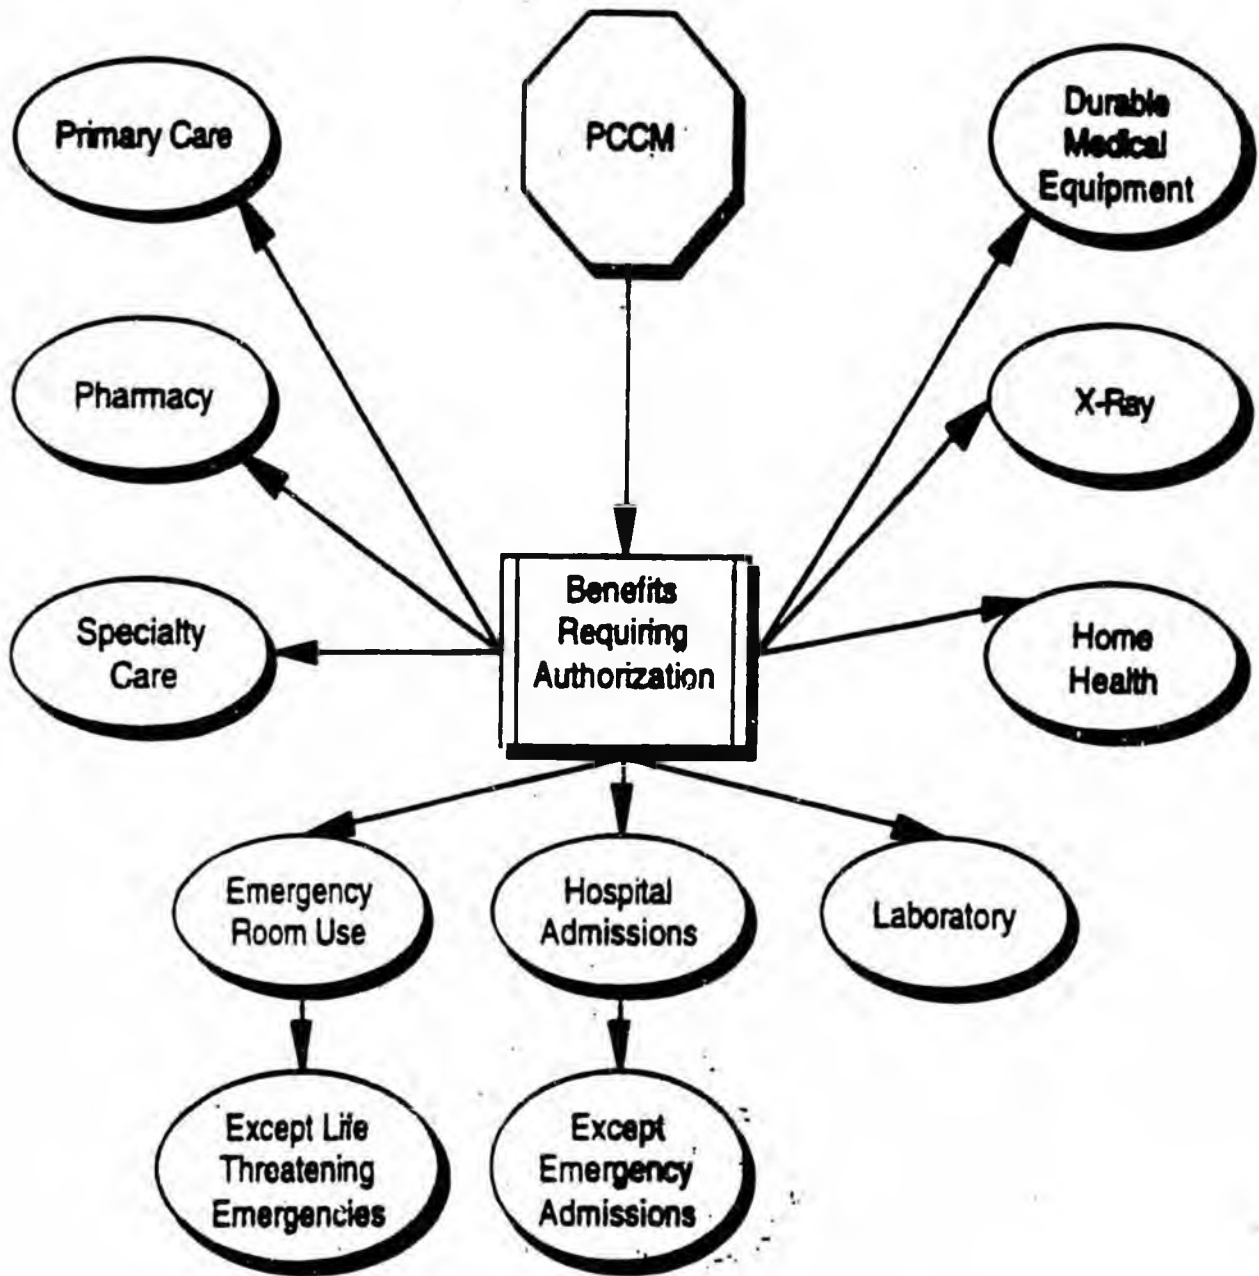 PCCM
Primary Care
Durable
Medical
Equipment
Pharmacy
X-Ray
Benefits
Requiring
Authorization
Specialty
Care
Home
Health
Emergency
Room Use
Hospital
Admissions
Laboratory
Except Life
Threatening
Emergencies
Except
Emergency
Admissions